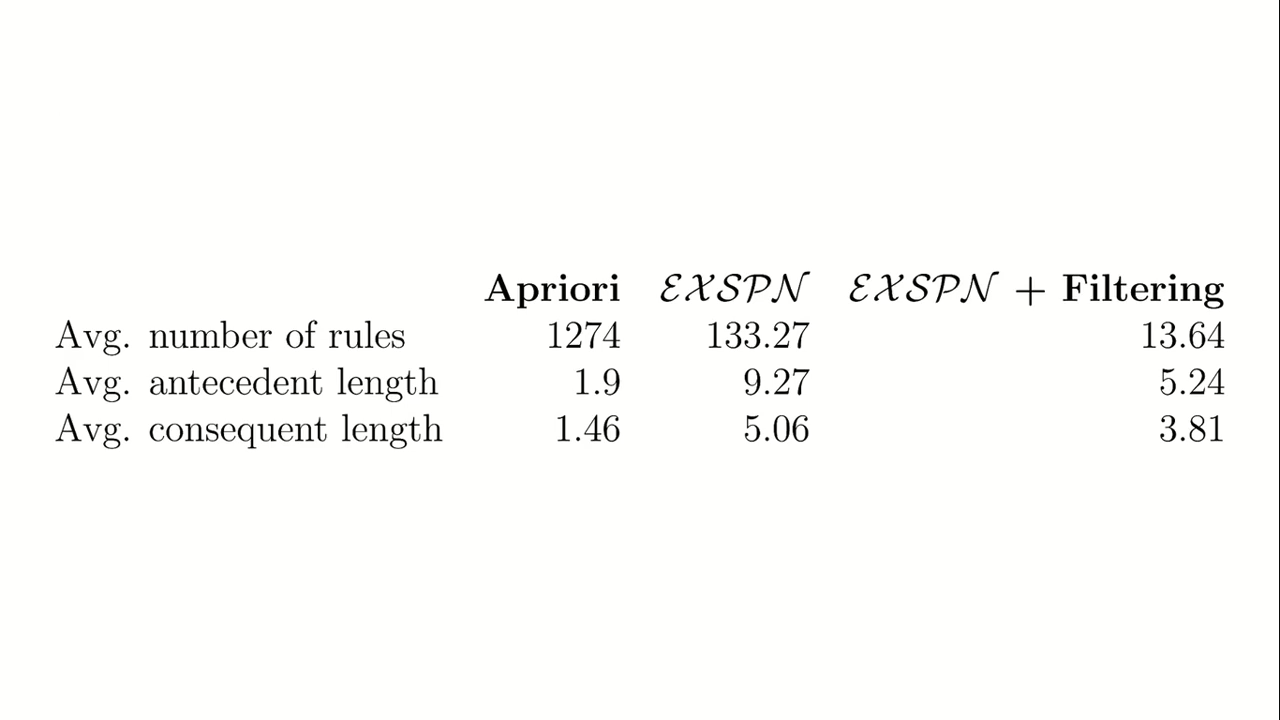 Apriori EXSPN EXSPN + Filtering
Avg. number of rules 1274 133.27 13.64
Avg. antecedent length 1.9 9.27 5.24
Avg. consequent length 1.46 5.06 3.81